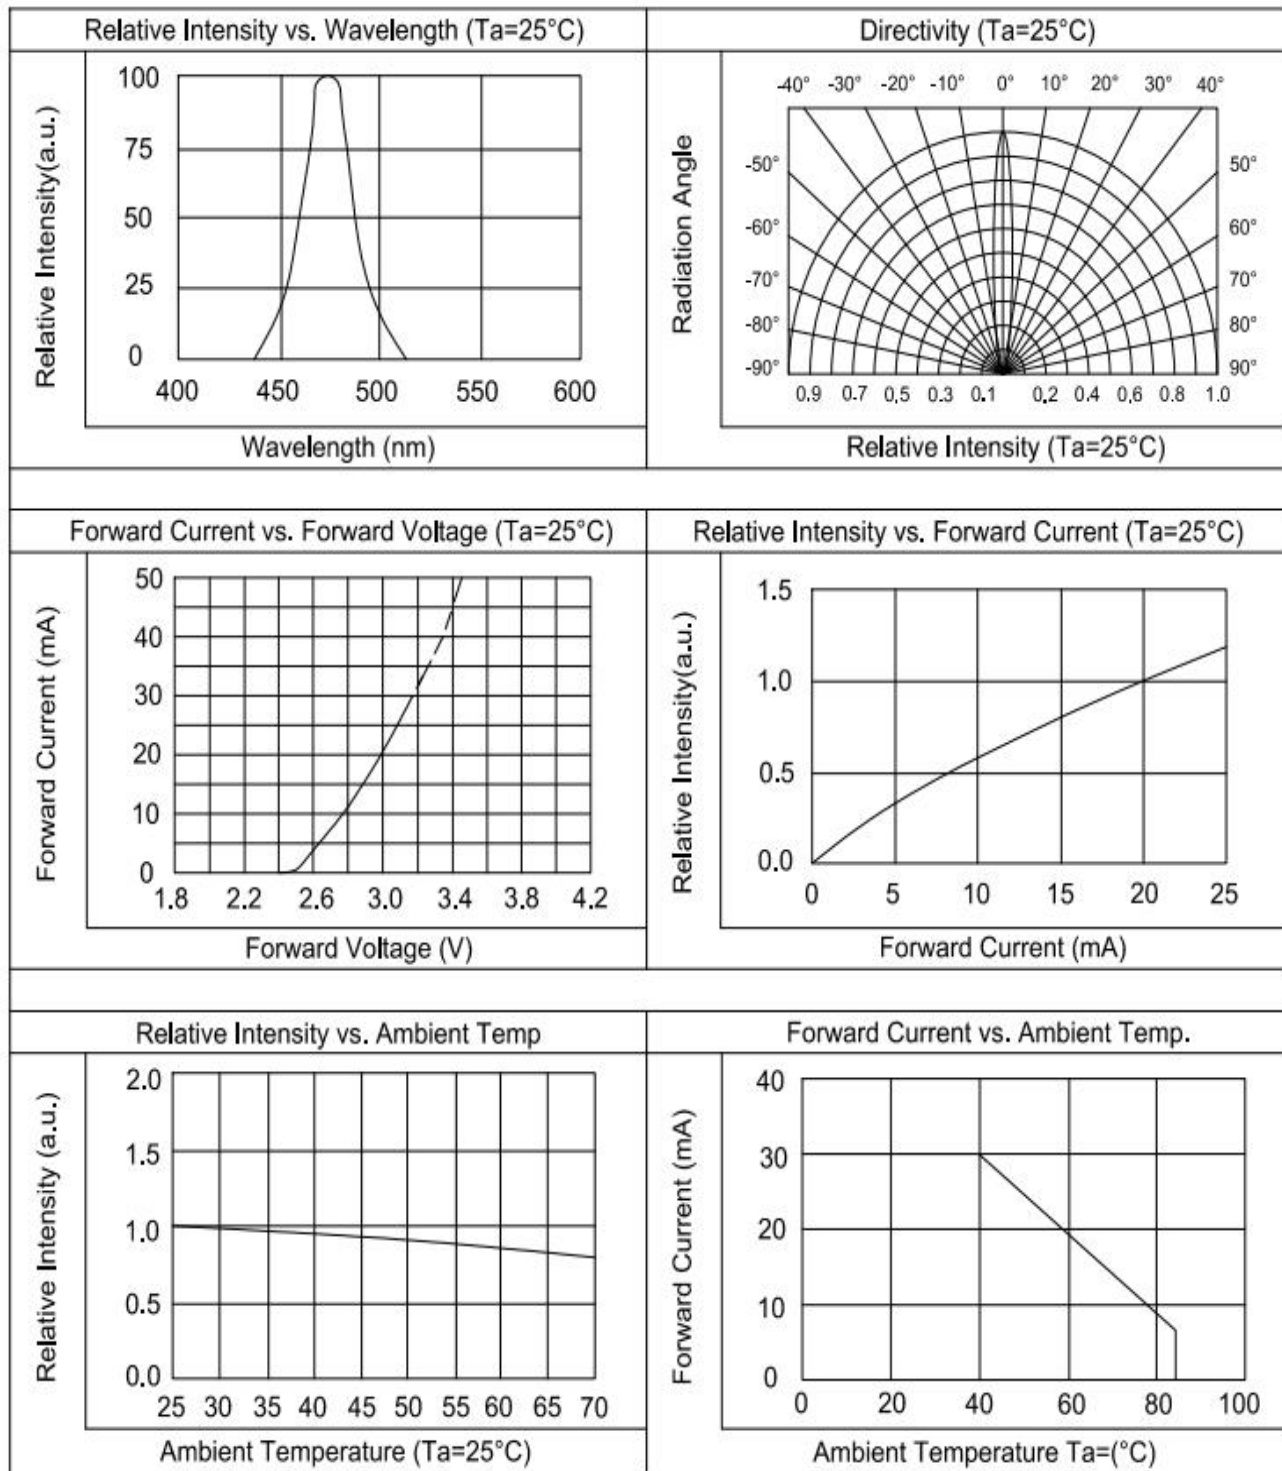 Relative Intensity vs. Wavelength (Ta=25°C)
Relative Intensity(a.u.)
100
75
50
25
0
400 450 500 550 600
Wavelength (nm)
Directivity (Ta=25°C)
Radiation Angle
-40° -30° -20° -10° 0° 10° 20° 30° 40°
-50° 50°
-60° 60°
-70° 70°
-80° 80°
-90° 90°
0.9 0.7 0.5 0.3 0.1 0.2 0.4 0.6 0.8 1.0
Relative Intensity (Ta=25°C)
Forward Current vs. Forward Voltage (Ta=25°C)
Forward Current (mA)
50
40
30
20
10
0
1.8 2.2 2.6 3.0 3.4 3.8 4.2
Forward Voltage (V)
Relative Intensity vs. Forward Current (Ta=25°C)
Relative Intensity(a.u.)
1.5
1.0
0.5
0.0
0 5 10 15 20 25
Forward Current (mA)
Relative Intensity vs. Ambient Temp
Relative Intensity (a.u.)
2.0
1.5
1.0
0.5
0.0
25 30 35 40 45 50 55 60 65 70
Ambient Temperature (Ta=25°C)
Forward Current vs. Ambient Temp.
Forward Current (mA)
40
30
20
10
0
0 20 40 60 80 100
Ambient Temperature Ta=(°C)